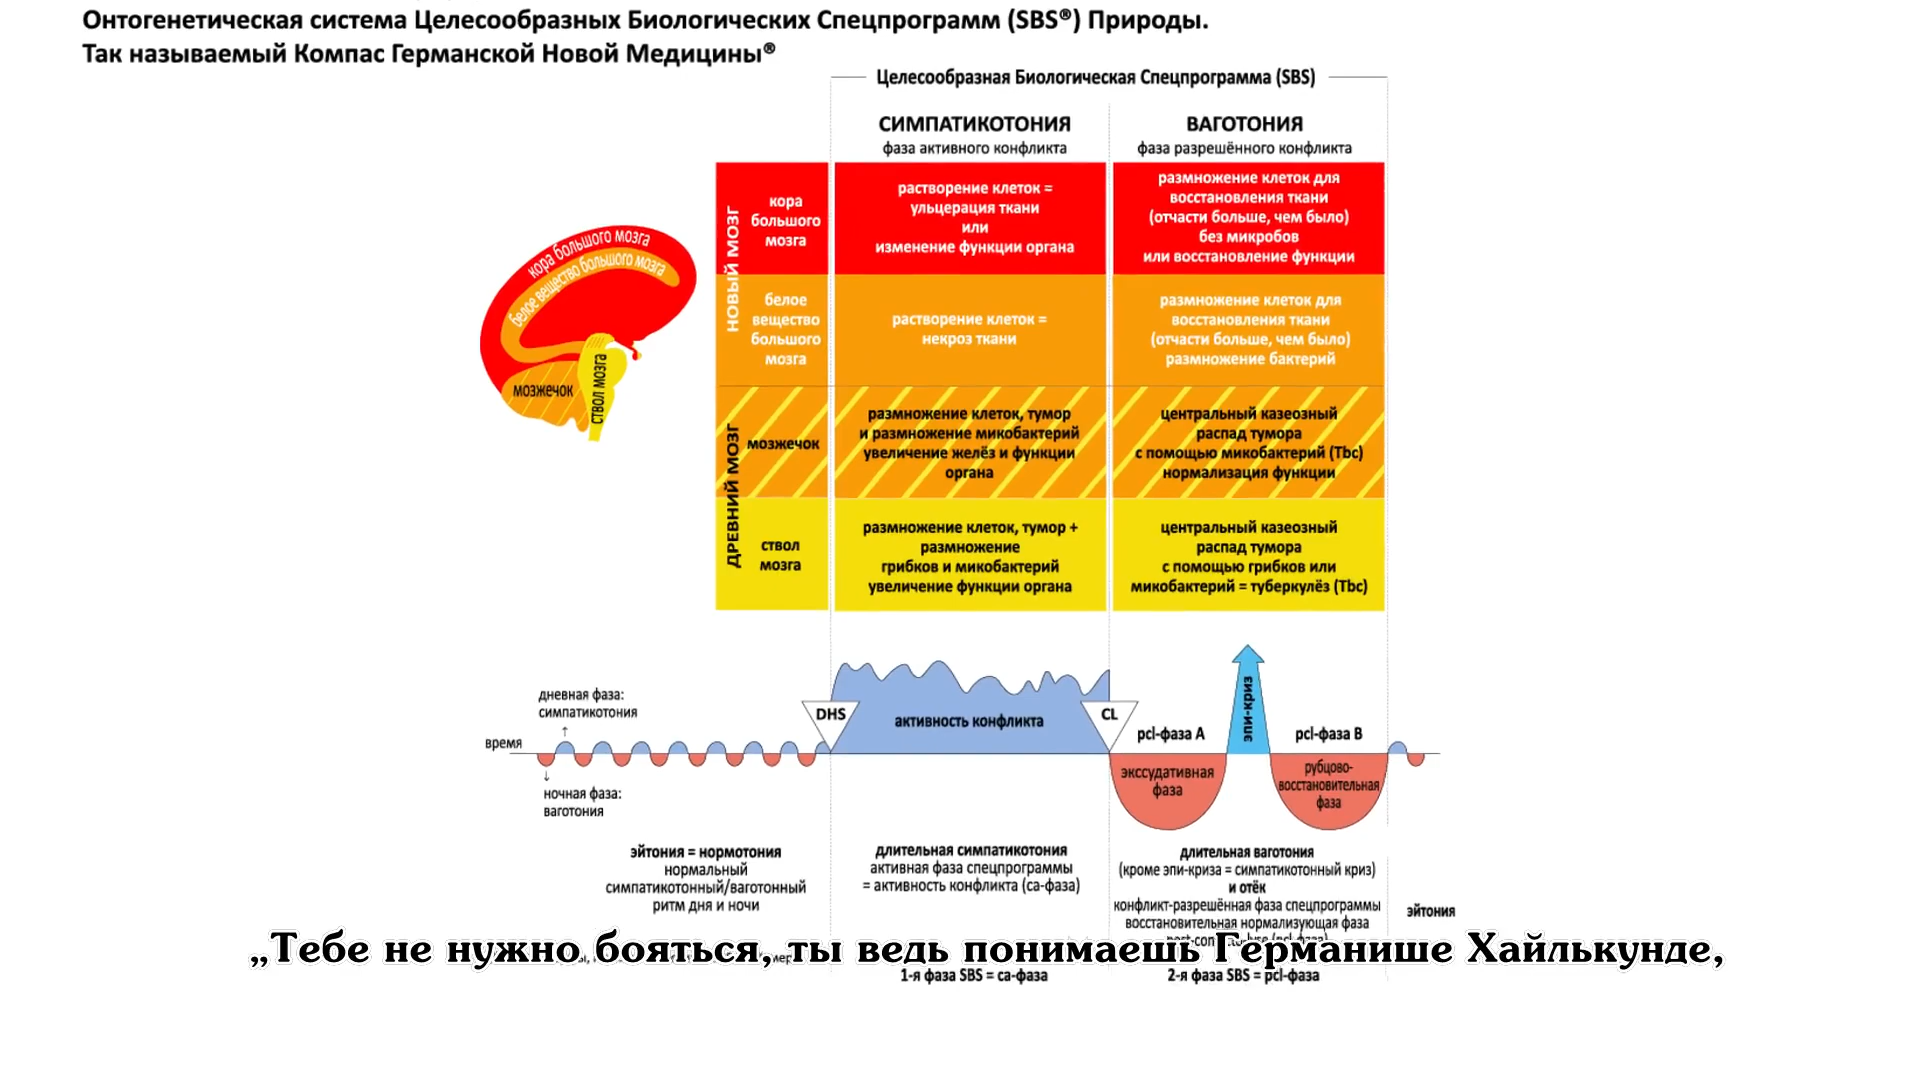 Онтогенетическая система Целесообразных Биологических Спецпрограмм (SBS®) Природы.
Так называемый Компас Германской Новой Медицины®
Целесообразная Биологическая Спецпрограмма (SBS)
СИМПАТИКОТОНИЯ
фаза активного конфликта
ВАГОТОНИЯ
фаза разрешённого конфликта
НОВЫЙ МОЗГ
кора
большого
мозга
растворение клеток =
ульцерация ткани
или
изменение функции органа
размножение клеток для
восстановления ткани
(отчасти больше, чем было)
без микробов
или восстановление функции
белое
вещество
большого
мозга
растворение клеток =
некроз ткани
размножение клеток для
восстановления ткани
(отчасти больше, чем было)
размножение бактерий
ДРЕВНИЙ МОЗГ
мозжечок
размножение клеток, тумор
и размножение микобактерий
увеличение желёз и функции
органа
центральный казеозный
распад тумора
с помощью микобактерий (Tbc)
нормализация функции
ствол
мозга
размножение клеток, тумор +
размножение
грибков и микобактерий
увеличение функции органа
центральный казеозный
распад тумора
с помощью грибков или
микобактерий = туберкулёз (Tbc)
кора большого мозга
белое вещество большого мозга
мозжечок
ствол мозга
дневная фаза:
симпатикотония
время
ночная фаза:
ваготония
DHS
активность конфликта
CL
pcl-фаза A
эпи-криз
pcl-фаза B
экссудативная
фаза
рубцово-
восстановительная
фаза
эйтония = нормотония
нормальный
симпатикотонный/ваготонный
ритм дня и ночи
длительная симпатикотония
активная фаза спецпрограммы
= активность конфликта (ca-фаза)
длительная ваготония
(кроме эпи-криза = симпатикотонный криз)
и отёк
конфликт-разрешённая фаза спецпрограммы
восстановительная нормализующая фаза
эйтония
„Тебе не нужно бояться, ты ведь понимаешь Германише Хайлькунде,
1-я фаза SBS = ca-фаза
2-я фаза SBS = pcl-фаза